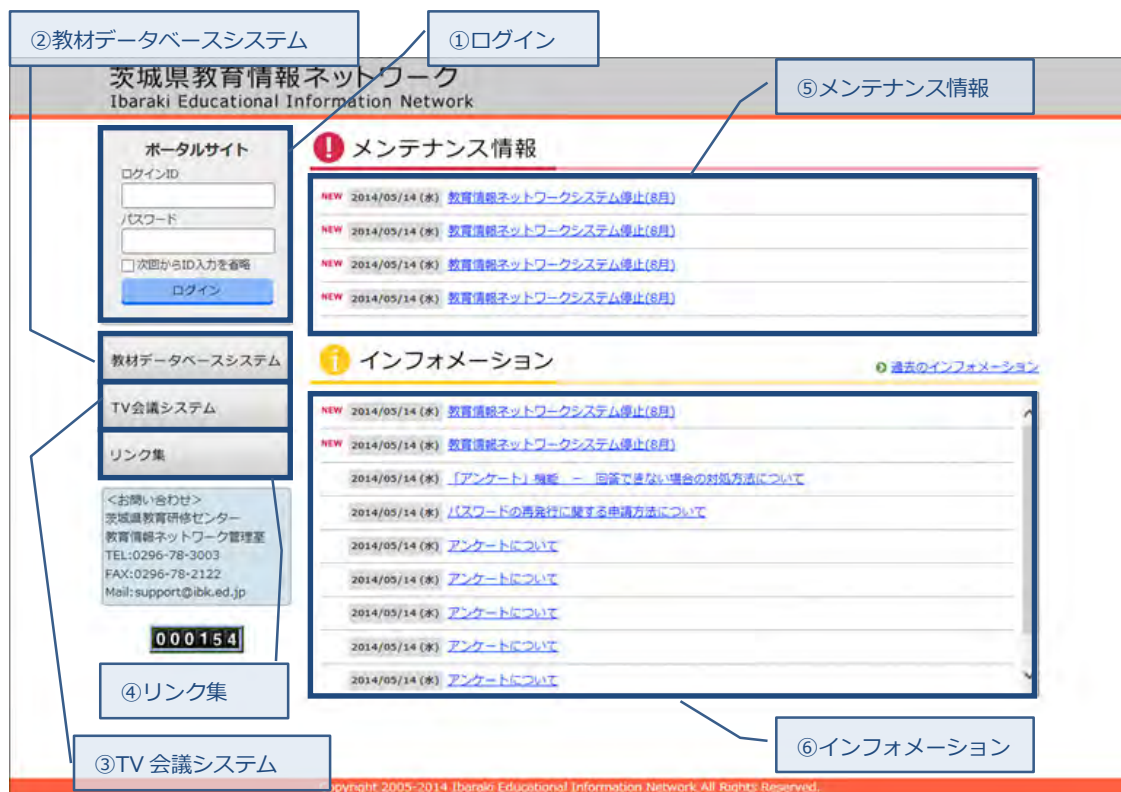 ②教材データベースシステム
①ログイン
茨城県教育情報ネットワーク
Ibaraki Educational Information Network
⑤メンテナンス情報
ポータルサイト
ログインID
パスワード
次回からID入力を省略
ログイン
メンテナンス情報
NEW 2014/05/14 (水) 教育情報ネットワークシステム停止(8月)
NEW 2014/05/14 (水) 教育情報ネットワークシステム停止(8月)
NEW 2014/05/14 (水) 教育情報ネットワークシステム停止(8月)
NEW 2014/05/14 (水) 教育情報ネットワークシステム停止(8月)
教材データベースシステム
TV会議システム
リンク集
インフォメーション
過去のインフォメーション
NEW 2014/05/14 (水) 教育情報ネットワークシステム停止(8月)
NEW 2014/05/14 (水) 教育情報ネットワークシステム停止(8月)
2014/05/14 (水) 「アンケート」機能 － 回答できない場合の対処方法について
2014/05/14 (水) パスワードの再発行に関する申請方法について
2014/05/14 (水) アンケートについて
2014/05/14 (水) アンケートについて
2014/05/14 (水) アンケートについて
2014/05/14 (水) アンケートについて
2014/05/14 (水) アンケートについて
<お問い合わせ>
茨城県教育研修センター
教育情報ネットワーク管理室
TEL:0296-78-3003
FAX:0296-78-2122
Mail:support@ibk.ed.jp
000154
④リンク集
③TV 会議システム
⑥インフォメーション
Copyright 2005-2014 Ibaraki Educational Information Network All Rights Reserved.